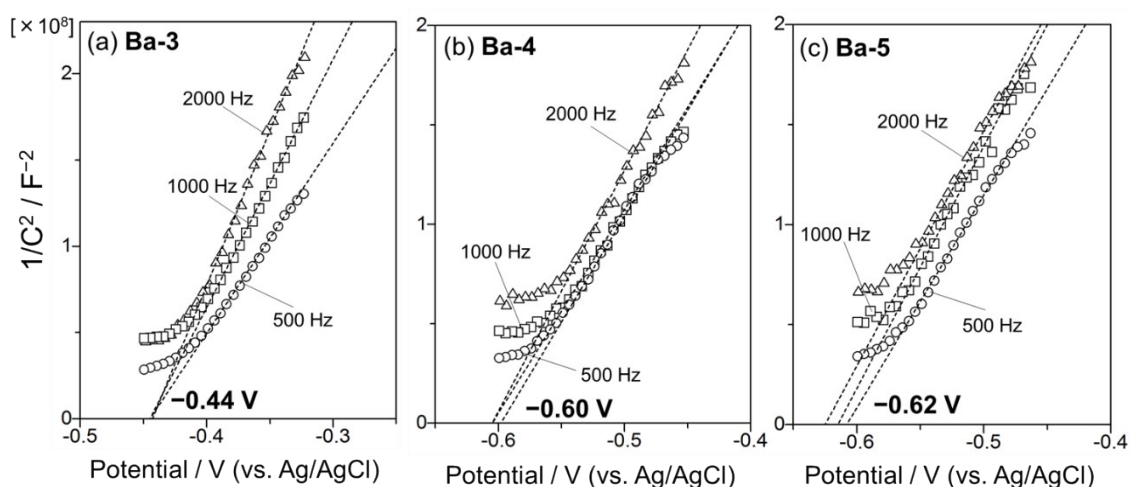 [×10⁸]
(a) Ba-3
(b) Ba-4
(c) Ba-5
1/C² / F⁻²
2
1
0
2000 Hz
1000 Hz
500 Hz
−0.44 V
-0.5
-0.4
-0.3
Potential / V (vs. Ag/AgCl)
2
1
0
2000 Hz
1000 Hz
500 Hz
−0.60 V
-0.6
-0.5
-0.4
Potential / V (vs. Ag/AgCl)
2
1
0
2000 Hz
1000 Hz
500 Hz
−0.62 V
-0.6
-0.5
-0.4
Potential / V (vs. Ag/AgCl)